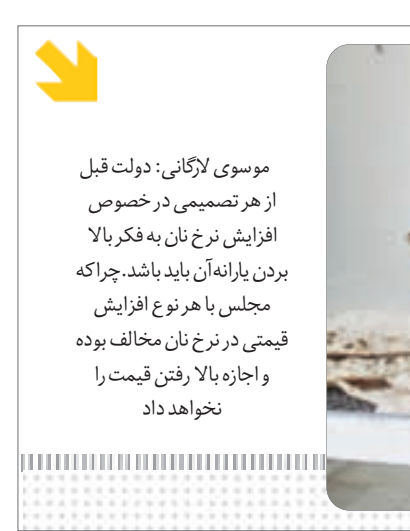 موسوی لارگانی: دولت قبل
از هر تصمیمی در خصوص
افزایش نرخ نان به فکر بالا
بردن یارانه‌آن باید باشد.چراکه
مجلس با هر نوع افزایش
قیمتی در نرخ نان مخالف بوده
و اجازه بالا رفتن قیمت را
نخواهد داد